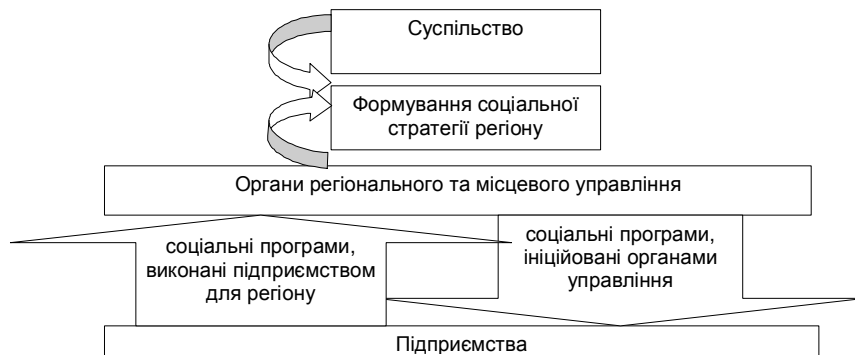 Суспільство
Формування соціальної
стратегії регіону
Органи регіонального та місцевого управління
соціальні програми,
виконані підприємством
для регіону
соціальні програми,
ініційовані органами
управління
Підприємства